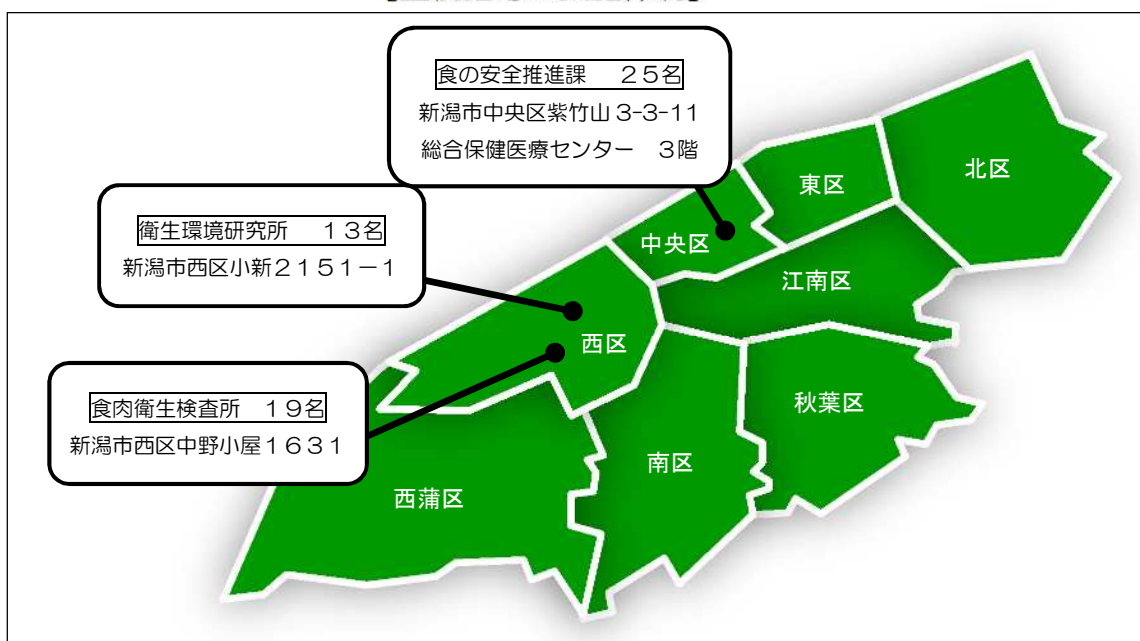 食の安全推進課 25名
新潟市中央区紫竹山3-3-11
総合保健医療センター 3階
衛生環境研究所 13名
新潟市西区小新2151-1
食肉衛生検査所 19名
新潟市西区中野小屋1631
北区
東区
中央区
江南区
西区
秋葉区
南区
西蒲区